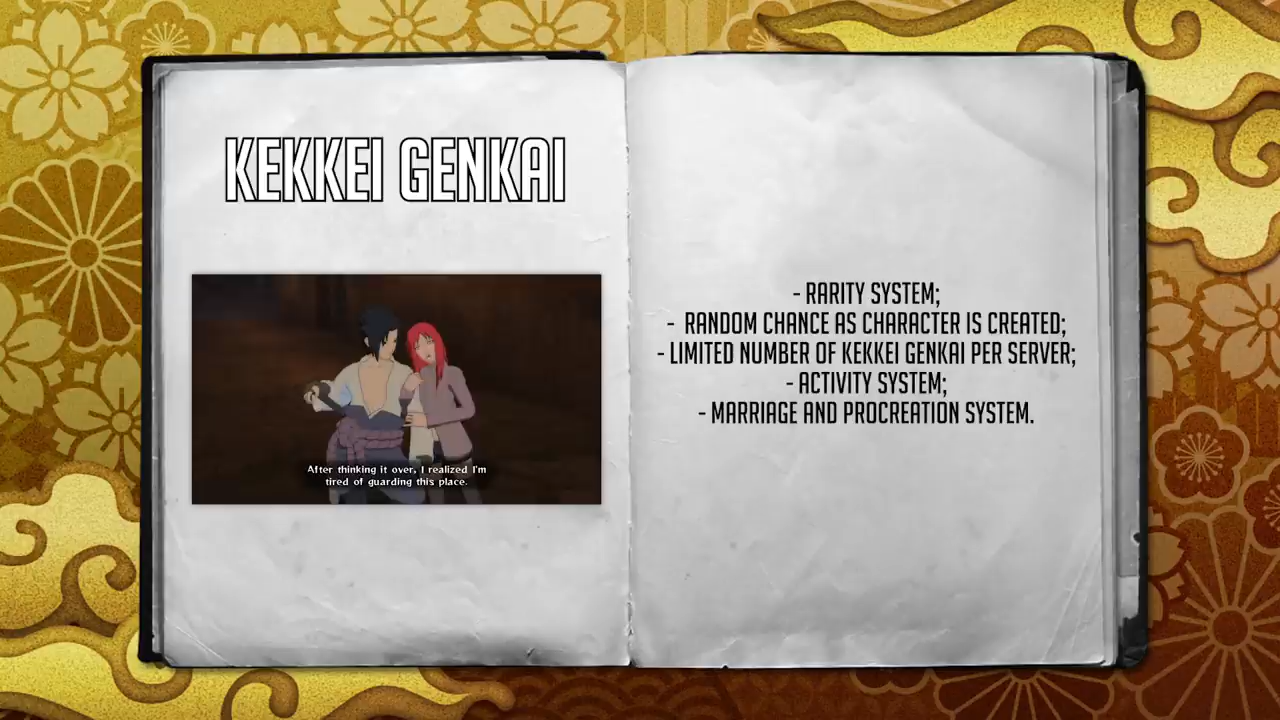 KEKKEI GENKAI
After thinking it over, I realized I'm
tired of guarding this place.
- RARITY SYSTEM;
- RANDOM CHANCE AS CHARACTER IS CREATED;
- LIMITED NUMBER OF KEKKEI GENKAI PER SERVER;
- ACTIVITY SYSTEM;
- MARRIAGE AND PROCREATION SYSTEM.